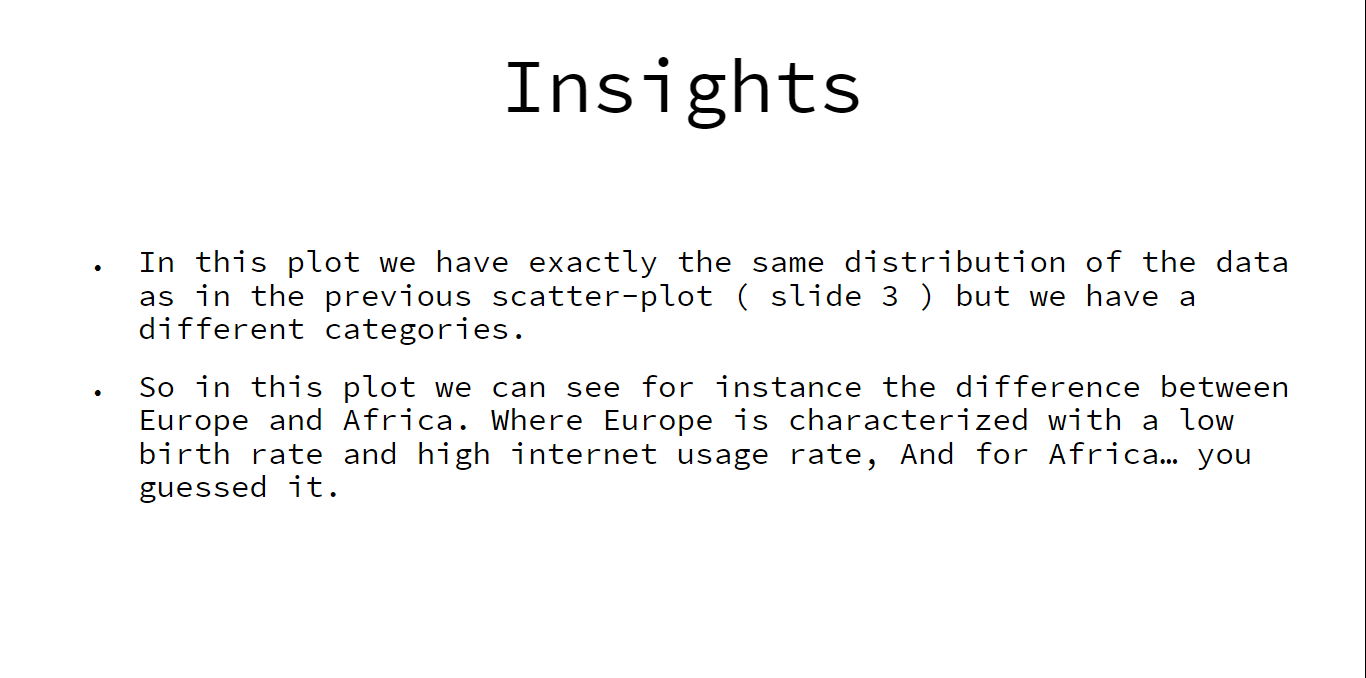 Insights
• In this plot we have exactly the same distribution of the data
as in the previous scatter-plot ( slide 3 ) but we have a
different categories.
• So in this plot we can see for instance the difference between
Europe and Africa. Where Europe is characterized with a low
birth rate and high internet usage rate, And for Africa… you
guessed it.